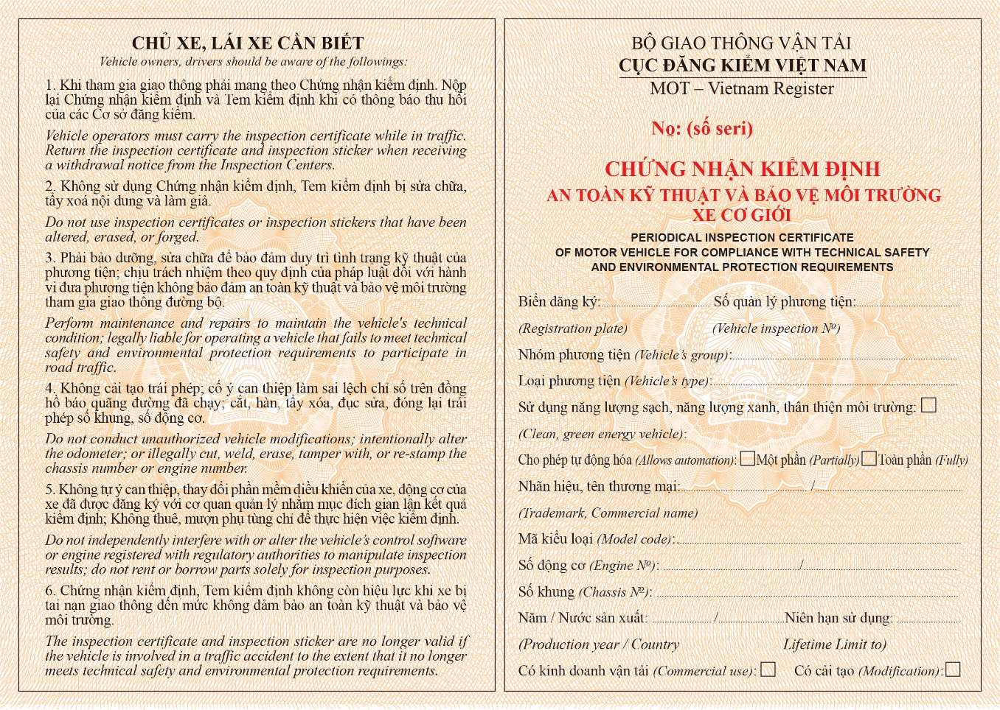 CHỦ XE, LÁI XE CẦN BIẾT
Vehicle owners, drivers should be aware of the followings:
1. Khi tham gia giao thông phải mang theo Chứng nhận kiểm định. Nộp
lại Chứng nhận kiểm định và Tem kiểm định khi có thông báo thu hồi
của các Cơ sở đăng kiểm.
Vehicle operators must carry the inspection certificate while in traffic.
Return the inspection certificate and inspection sticker when receiving
a withdrawal notice from the Inspection Centers.
2. Không sử dụng Chứng nhận kiểm định, Tem kiểm định bị sửa chữa,
tẩy xoá nội dung và làm giả.
Do not use inspection certificates or inspection stickers that have been
altered, erased, or forged.
3. Phải bảo dưỡng, sửa chữa để bảo đảm duy trì tình trạng kỹ thuật của
phương tiện; chịu trách nhiệm theo quy định của pháp luật đối với hành
vi đưa phương tiện không bảo đảm an toàn kỹ thuật và bảo vệ môi trường
tham gia giao thông đường bộ.
Perform maintenance and repairs to maintain the vehicle's technical
condition; legally liable for operating a vehicle that fails to meet technical
safety and environmental protection requirements to participate in
road traffic.
4. Không cải tạo trái phép; cố ý can thiệp làm sai lệch chỉ số trên đồng
hồ báo quãng đường đã chạy; cắt, hàn, tẩy xóa, đục sửa, đóng lại trái
phép số khung, số động cơ.
Do not conduct unauthorized vehicle modifications; intentionally alter
the odometer; or illegally cut, weld, erase, tamper with, or re-stamp the
chassis number or engine number.
5. Không tự ý can thiệp, thay đổi phần mềm điều khiển của xe, động cơ của
xe đã được đăng ký với cơ quan quản lý nhằm mục đích gian lận kết quả
kiểm định; Không thuê, mượn phụ tùng chỉ để thực hiện việc kiểm định.
Do not independently interfere with or alter the vehicle's control software
or engine registered with regulatory authorities to manipulate inspection
results; do not rent or borrow parts solely for inspection purposes.
6. Chứng nhận kiểm định, Tem kiểm định không còn hiệu lực khi xe bị
tai nạn giao thông đến mức không đảm bảo an toàn kỹ thuật và bảo vệ
môi trường.
The inspection certificate and inspection sticker are no longer valid if
the vehicle is involved in a traffic accident to the extent that it no longer
meets technical safety and environmental protection requirements.
BỘ GIAO THÔNG VẬN TẢI
CỤC ĐĂNG KIỂM VIỆT NAM
MOT – Vietnam Register
No: (số seri)
CHỨNG NHẬN KIỂM ĐỊNH
AN TOÀN KỸ THUẬT VÀ BẢO VỆ MÔI TRƯỜNG
XE CƠ GIỚI
PERIODICAL INSPECTION CERTIFICATE
OF MOTOR VEHICLE FOR COMPLIANCE WITH TECHNICAL SAFETY
AND ENVIRONMENTAL PROTECTION REQUIREMENTS
Biển đăng ký: Số quản lý phương tiện:
(Registration plate) (Vehicle inspection Nº)
Nhóm phương tiện (Vehicle's group):
Loại phương tiện (Vehicle's type):
Sử dụng năng lượng sạch, năng lượng xanh, thân thiện môi trường: ☐
(Clean, green energy vehicle):
Cho phép tự động hóa (Allows automation): ☐ Một phần (Partially) ☐ Toàn phần (Fully)
Nhãn hiệu, tên thương mại: /
(Trademark, Commercial name)
Mã kiểu loại (Model code):
Số động cơ (Engine Nº): /
Số khung (Chassis Nº):
Năm / Nước sản xuất: / Niên hạn sử dụng:
(Production year / Country Lifetime Limit to)
Có kinh doanh vận tải (Commercial use): ☐ Có cải tạo (Modification): ☐